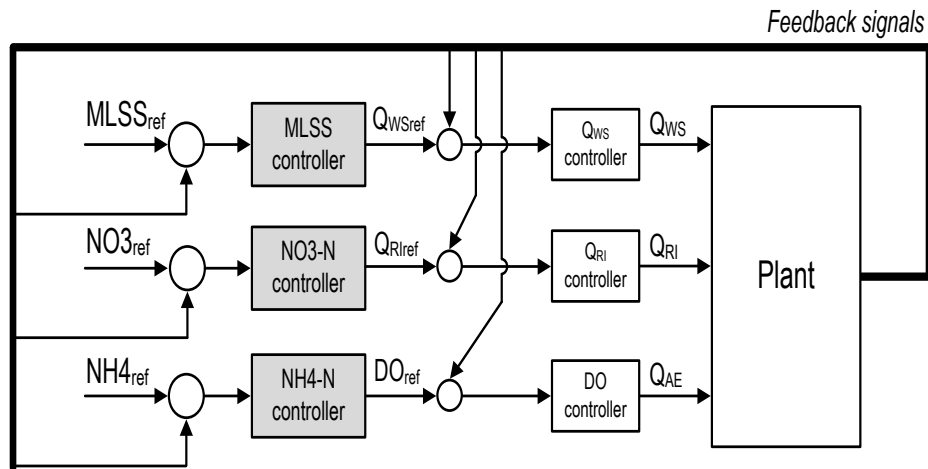 Feedback signals
MLSSref
MLSS
controller
QWSref
QWS
controller
QWS
NO3ref
NO3-N
controller
QRIref
QRI
controller
QRI
Plant
NH4ref
NH4-N
controller
DOref
DO
controller
QAE